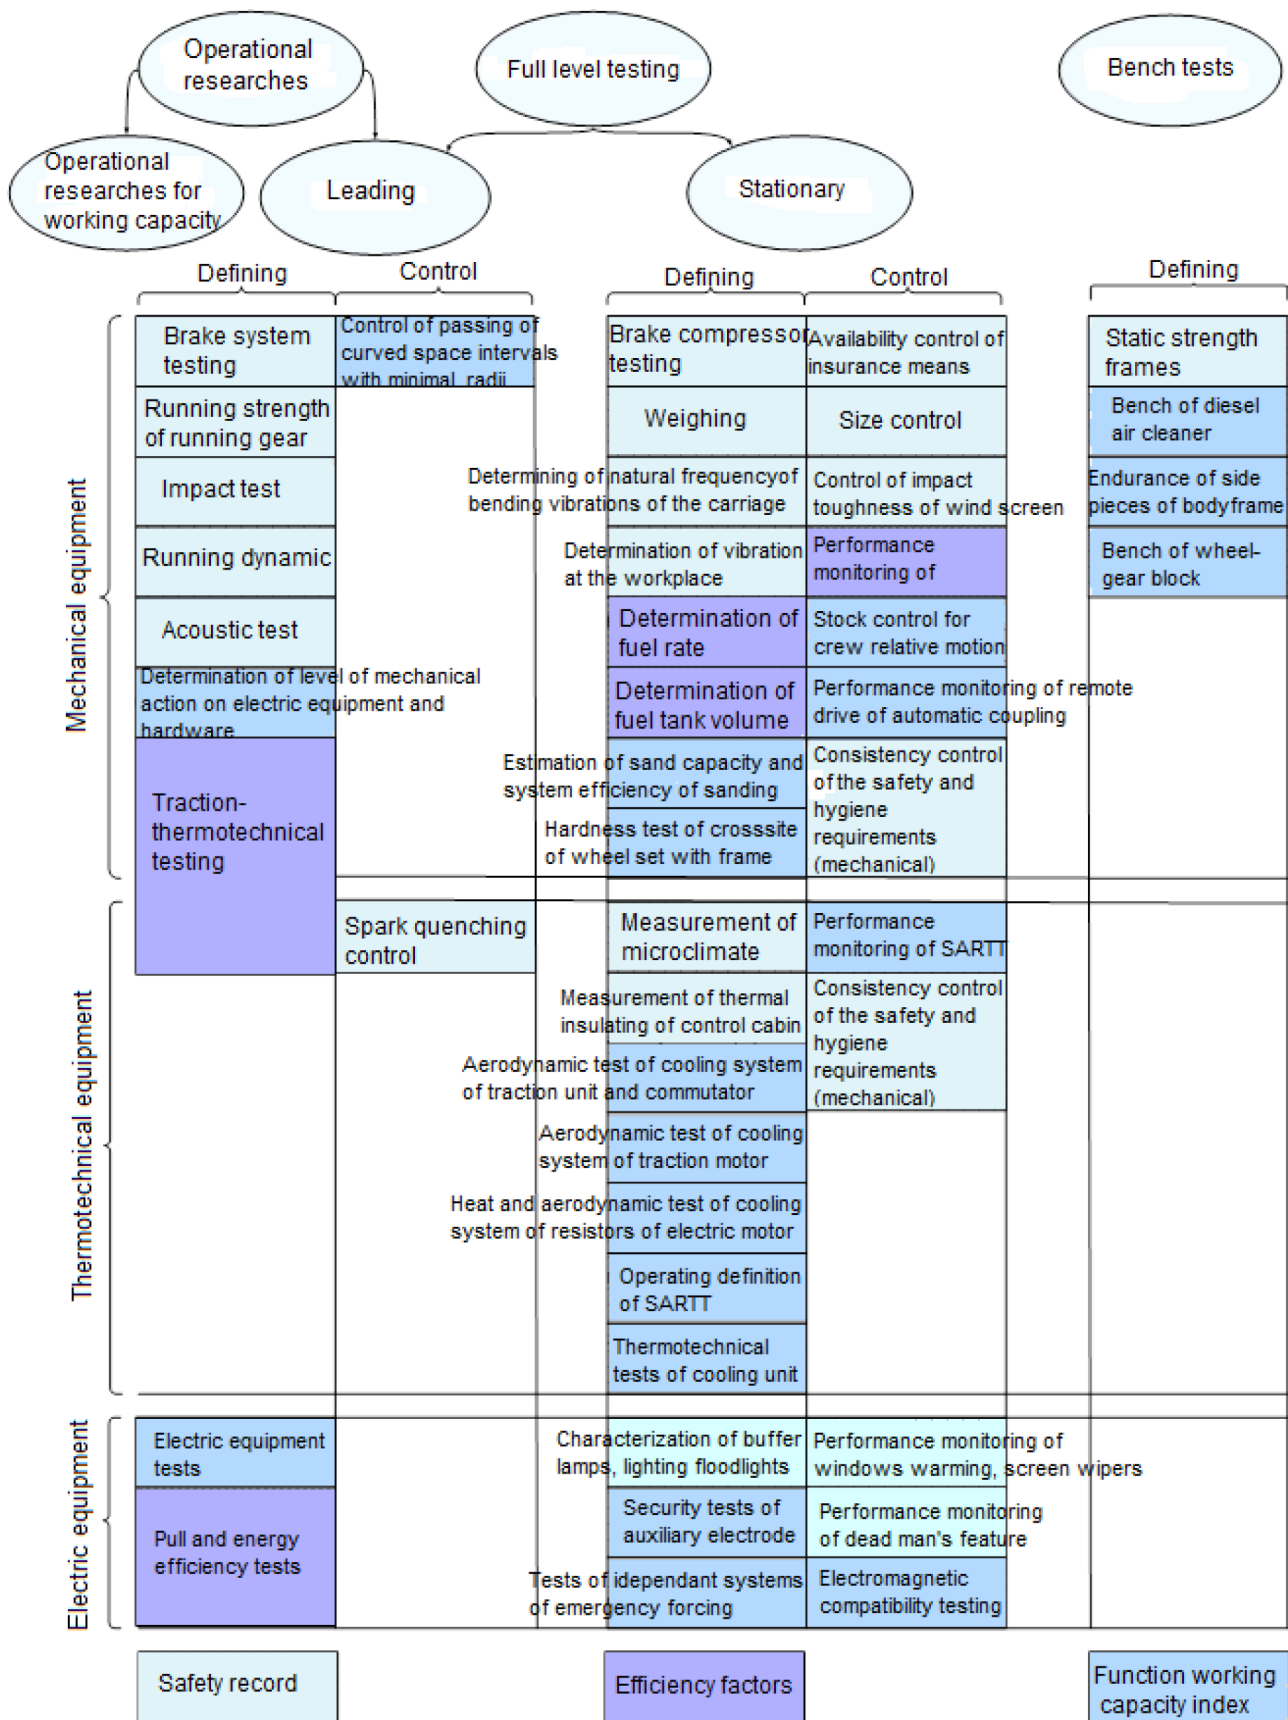 Operational
researches
Full level testing
Bench tests
Operational
researches for
working capacity
Leading
Stationary
Defining
Control
Defining
Control
Defining
Mechanical equipment
Brake system
testing
Control of passing of
curved space intervals
with minimal radii
Running strength
of running gear
Impact test
Running dynamic
Acoustic test
Determination of level of mechanical
action on electric equipment and
hardware
Traction-
thermotechnical
testing
Brake compressor
testing
Availability control of
insurance means
Weighing
Size control
Determining of natural frequencyof
bending vibrations of the carriage
Control of impact
toughness of wind screen
Determination of vibration
at the workplace
Performance
monitoring of
Determination of
fuel rate
Stock control for
crew relative motion
Determination of
fuel tank volume
Performance monitoring of remote
drive of automatic coupling
Estimation of sand capacity and
system efficiency of sanding
Consistency control
of the safety and
hygiene
requirements
(mechanical)
Hardness test of crosssite
of wheel set with frame
Static strength
frames
Bench of diesel
air cleaner
Endurance of side
pieces of bodyframe
Bench of wheel-
gear block
Thermotechnical equipment
Spark quenching
control
Measurement of
microclimate
Performance
monitoring of SARTT
Measurement of thermal
insulating of control cabin
Consistency control
of the safety and
hygiene
requirements
(mechanical)
Aerodynamic test of cooling system
of traction unit and commutator
Aerodynamic test of cooling
system of traction motor
Heat and aerodynamic test of cooling
system of resistors of electric motor
Operating definition
of SARTT
Thermotechnical
tests of cooling unit
Electric equipment
Electric equipment
tests
Pull and energy
efficiency tests
Characterization of buffer
lamps, lighting floodlights
Performance monitoring of
windows warming, screen wipers
Security tests of
auxiliary electrode
Performance monitoring
of dead man's feature
Tests of idependant systems
of emergency forcing
Electromagnetic
compatibility testing
Safety record
Efficiency factors
Function working
capacity index